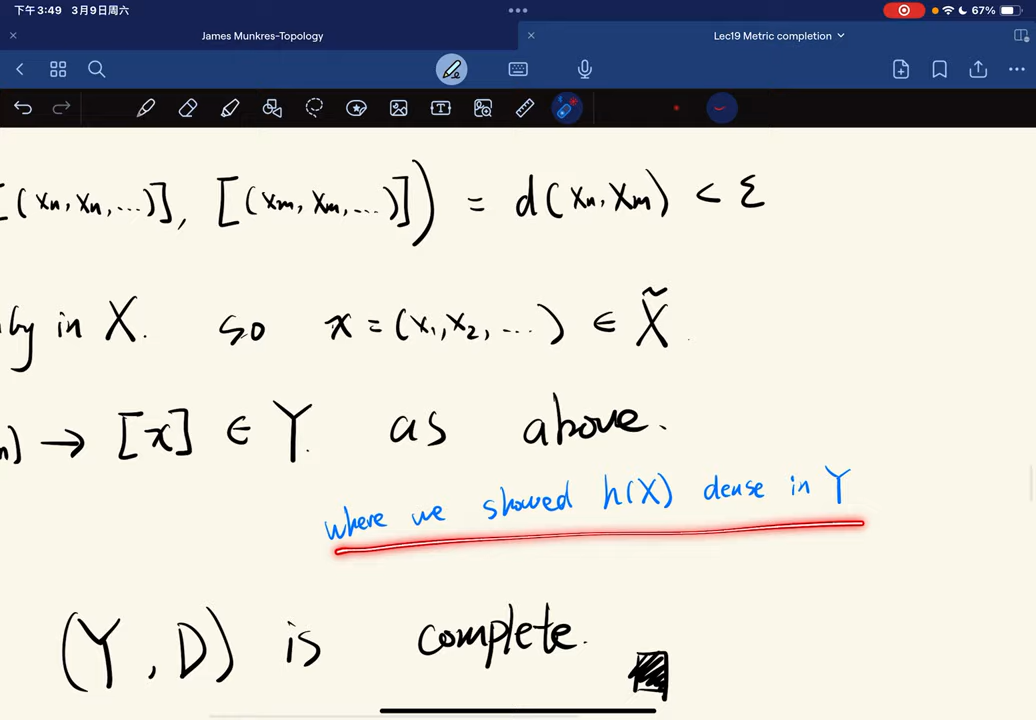 下午3:49 3月9日周六
67%
James Munkres-Topology
Lec19 Metric completion
[(xn, xn, ...)], [(xm, xm, ...)]) = d(xn, xm) < ε
in X. so x = (x₁, x₂, ...) ∈ X̃
→ [x] ∈ Y as above.
where we showed h(X) dense in Y
(Y, D) is complete.